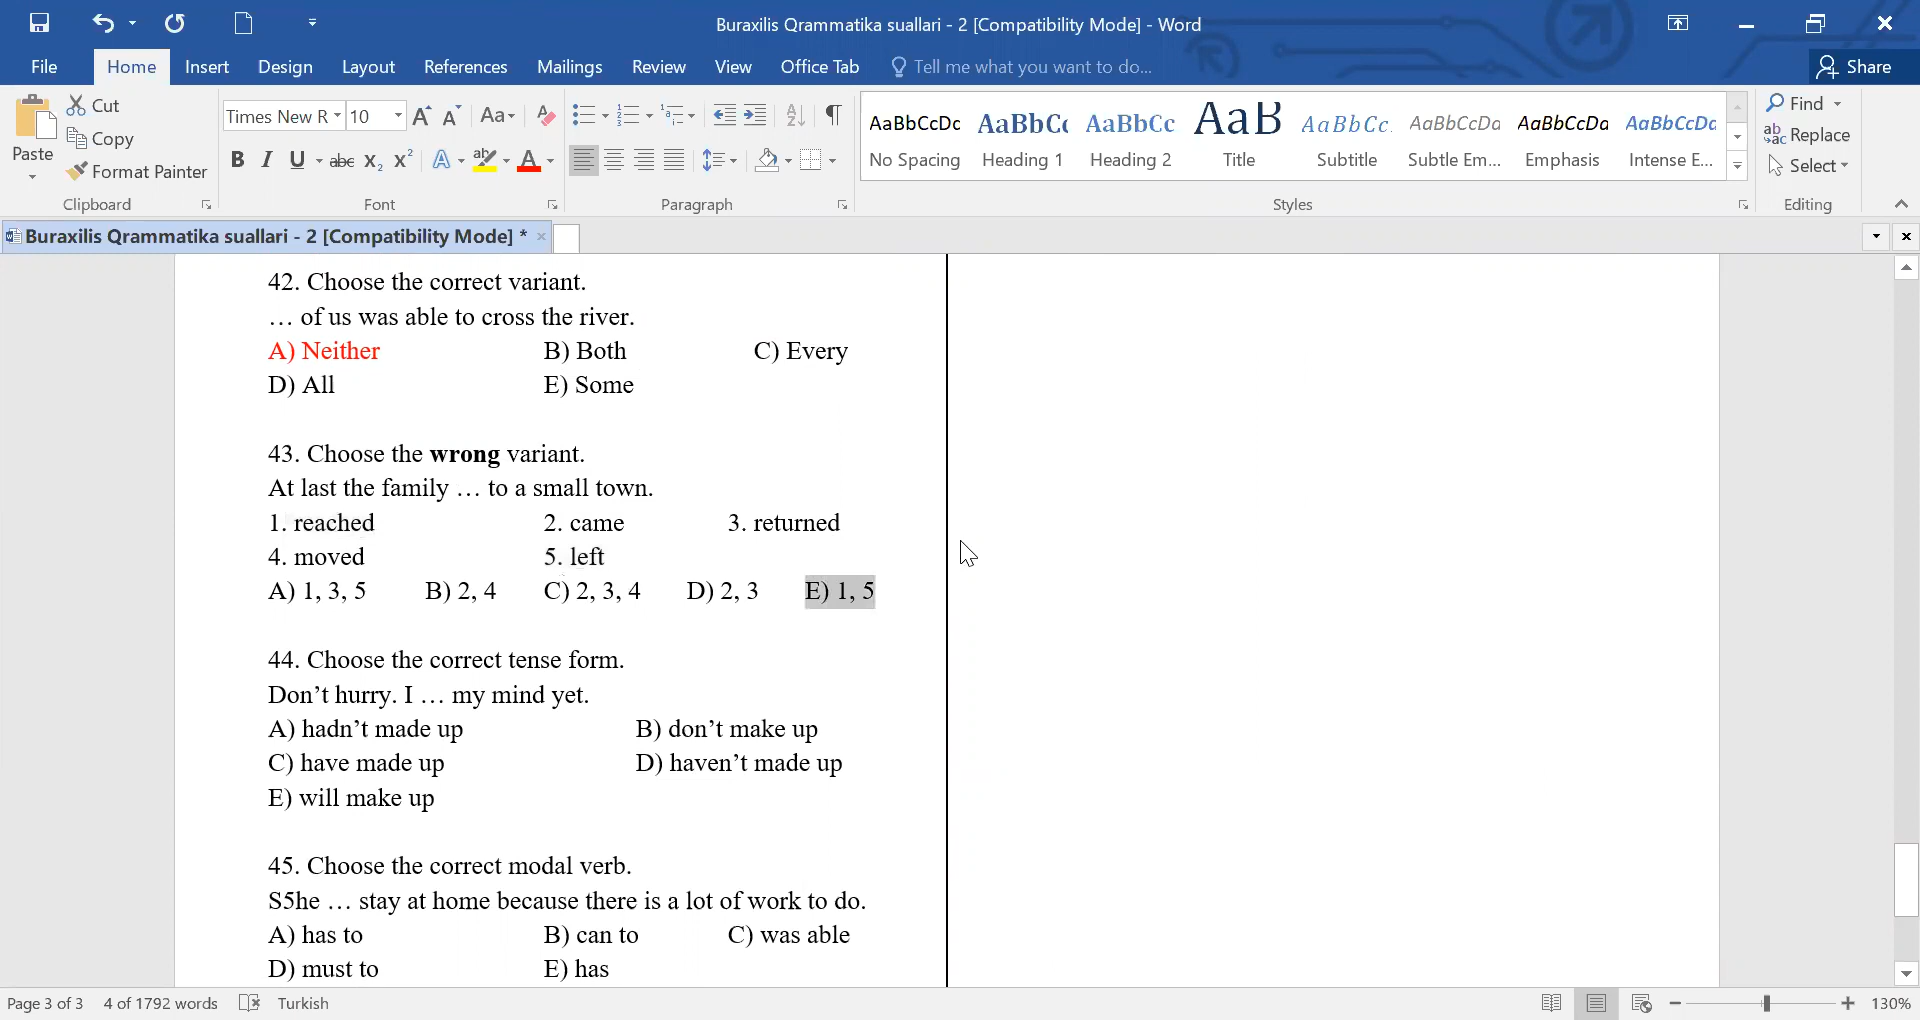 Buraxilis Qrammatika suallari - 2 [Compatibility Mode] - Word
File Home Insert Design Layout References Mailings Review View Office Tab Tell me what you want to do... Share
Paste
Cut
Copy
Format Painter
Clipboard
Times New R 10
Font
Paragraph
AaBbCcDc AaBbCc AaBbCc AaB AaBbCc. AaBbCcDc AaBbCcDc AaBbCcDc
No Spacing Heading 1 Heading 2 Title Subtitle Subtle Em... Emphasis Intense E...
Styles
Find
Replace
Select
Editing
Buraxilis Qrammatika suallari - 2 [Compatibility Mode] *
42. Choose the correct variant.
… of us was able to cross the river.
A) Neither B) Both C) Every
D) All E) Some
43. Choose the wrong variant.
At last the family … to a small town.
1. reached 2. came 3. returned
4. moved 5. left
A) 1, 3, 5 B) 2, 4 C) 2, 3, 4 D) 2, 3 E) 1, 5
44. Choose the correct tense form.
Don’t hurry. I … my mind yet.
A) hadn’t made up B) don’t make up
C) have made up D) haven’t made up
E) will make up
45. Choose the correct modal verb.
S5he … stay at home because there is a lot of work to do.
A) has to B) can to C) was able
D) must to E) has
Page 3 of 3 4 of 1792 words Turkish 130%